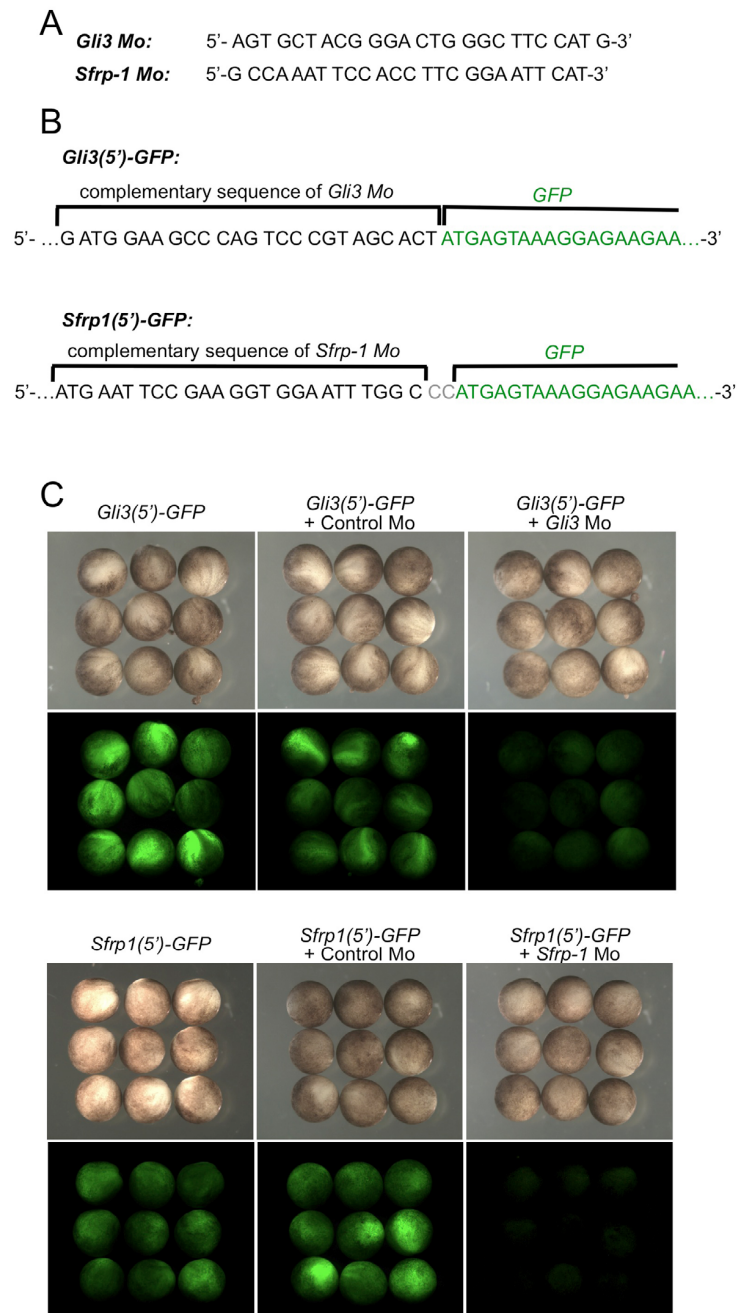 A
Gli3 Mo: 5’- AGT GCT ACG GGA CTG GGC TTC CAT G-3’
Sfrp-1 Mo: 5’-G CCA AAT TCC ACC TTC GGA ATT CAT-3’
B
Gli3(5’)-GFP:
complementary sequence of Gli3 Mo GFP
5’- ...G ATG GAA GCC CAG TCC CGT AGC ACT ATGAGTAAAGGAGAAGAA...-3’
Sfrp1(5’)-GFP:
complementary sequence of Sfrp-1 Mo GFP
5’-...ATG AAT TCC GAA GGT GGA ATT TGG C CCATGAGTAAAGGAGAAGAA...-3’
C
Gli3(5’)-GFP
Gli3(5’)-GFP
+ Control Mo
Gli3(5’)-GFP
+ Gli3 Mo
Sfrp1(5’)-GFP
Sfrp1(5’)-GFP
+ Control Mo
Sfrp1(5’)-GFP
+ Sfrp-1 Mo